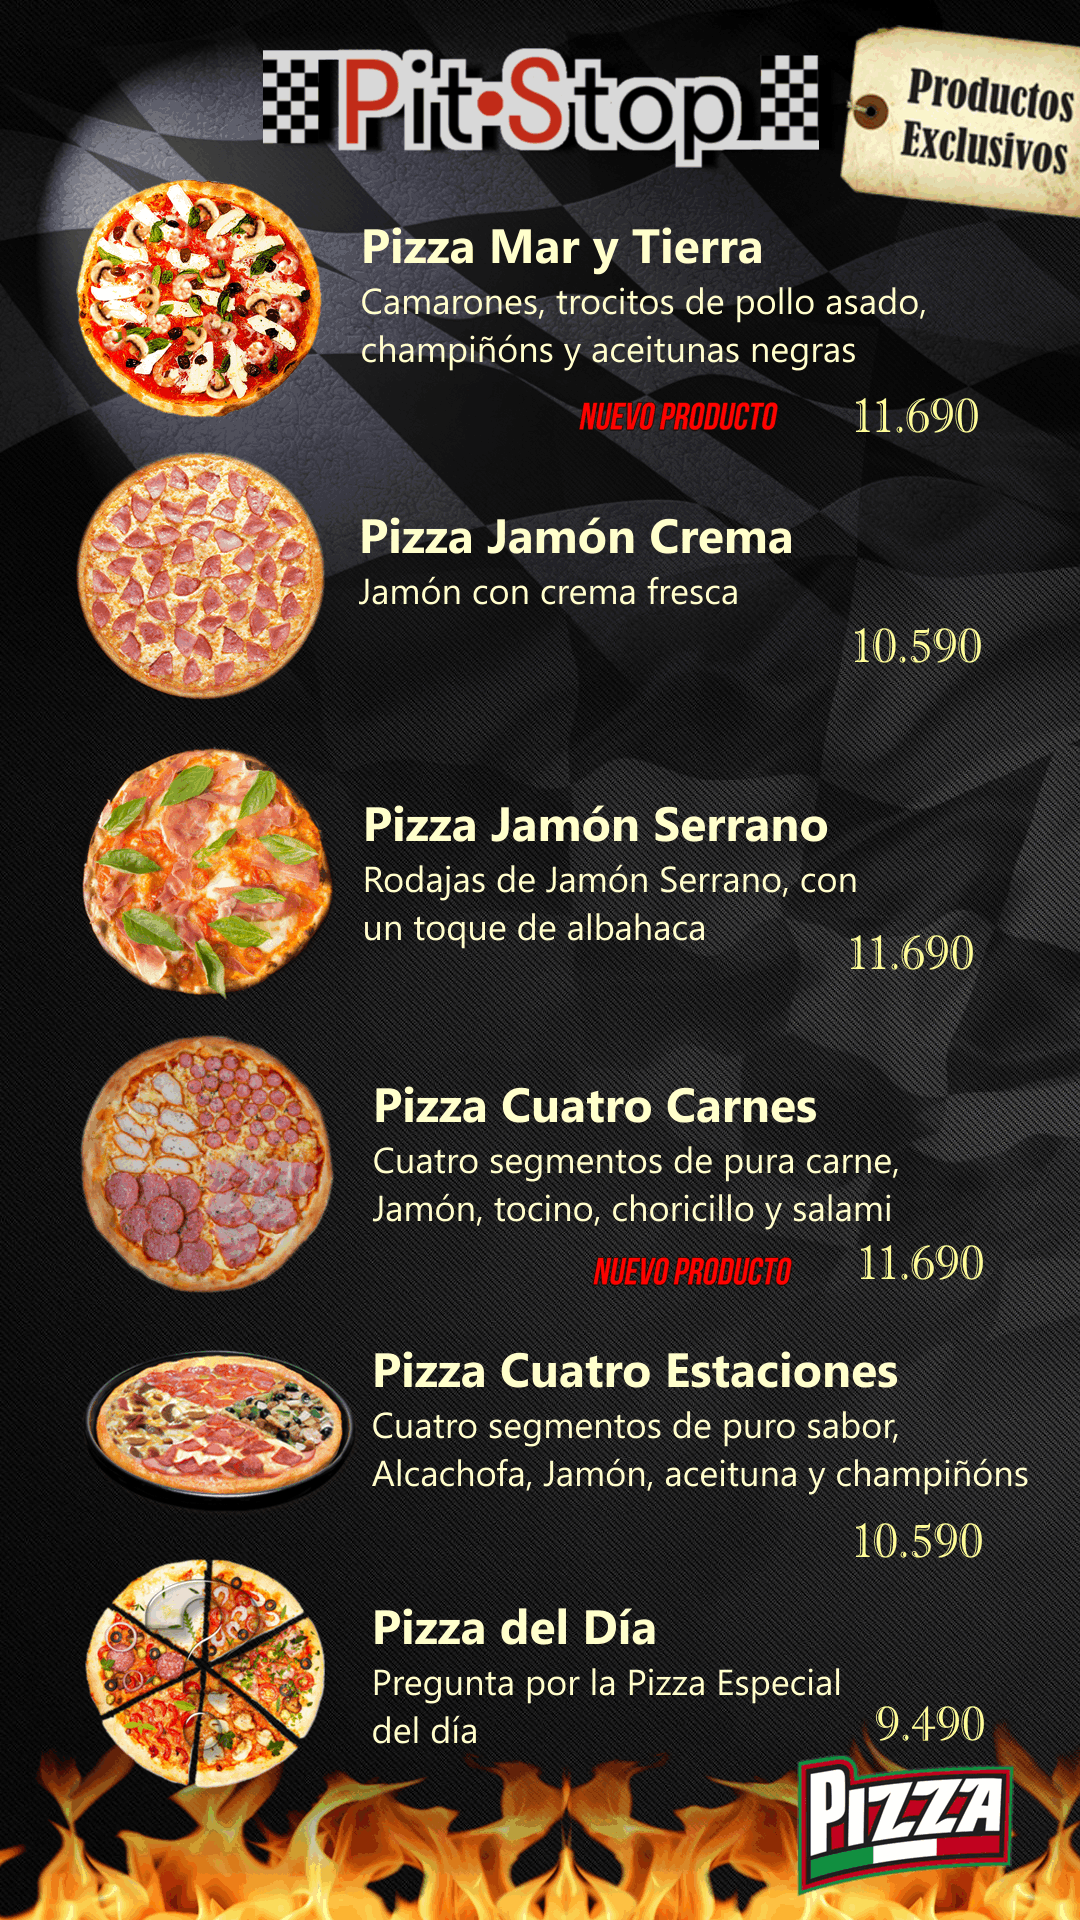 Pit•Stop
Productos
Exclusivos
Pizza Mar y Tierra
Camarones, trocitos de pollo asado,
champiñóns y aceitunas negras
NUEVO PRODUCTO 11.690
Pizza Jamón Crema
Jamón con crema fresca
10.590
Pizza Jamón Serrano
Rodajas de Jamón Serrano, con
un toque de albahaca
11.690
Pizza Cuatro Carnes
Cuatro segmentos de pura carne,
Jamón, tocino, choricillo y salami
NUEVO PRODUCTO 11.690
Pizza Cuatro Estaciones
Cuatro segmentos de puro sabor,
Alcachofa, Jamón, aceituna y champiñóns
10.590
Pizza del Día
Pregunta por la Pizza Especial
del día
9.490
PIZZA